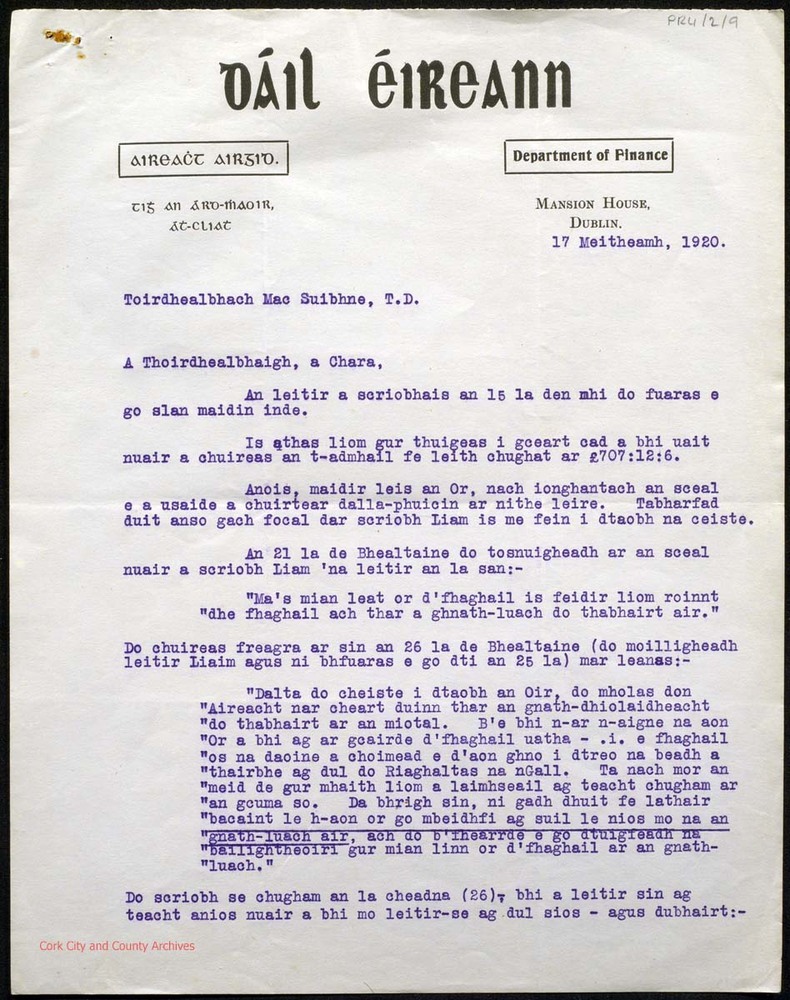 PR4/2/9
Dáil Éireann
Aireaċt Airgid.
Department of Finance
Tiġ an Árd-Ṁaoir,
Mansion House,
Át-Cliat
Dublin.
17 Meitheamh, 1920.
Toirdhealbhach Mac Suibhne, T.D.
A Thoirdhealbhaigh, a Chara,
An leitir a scriobhais an 15 la den mhi do fuaras e
go slan maidin inde.
Is athas liom gur thuigeas i gceart cad a bhi uait
nuair a chuireas an t-admhail fe leith chughat ar £707:12:6.
Anois, maidir leis an Or, nach ionghantach an sceal
e a usaide a chuirtear dalla-phuicin ar nithe leire. Tabharfad
duit anso gach focal dar scriobh Liam is me fein i dtaobh na ceiste.
An 21 la de Bhealtaine do tosnuigheadh ar an sceal
nuair a scriobh Liam 'na leitir an la san:-
"Ma's mian leat or d'fhaghail is feidir liom roinnt
"dhe fhaghail ach thar a ghnath-luach do thabhairt air."
Do chuireas freagra ar sin an 26 la de Bhealtaine (do moilligheadh
leitir Liaim agus ni bhfuaras e go dti an 25 la) mar leanas:-
"Dalta do cheiste i dtaobh an Oir, do mholas don
"Aireacht nar cheart duinn thar an gnath-dhiolaidheacht
"do thabhairt ar an miotal. B'e bhi n-ar n-aigne na aon
"Or a bhi ag ar gcairde d'fhaghail uatha - .i. e fhaghail
"os na daoine a choimead e d'aon ghno i dtreo na beadh a
"thairbhe ag dul do Riaghaltas na nGall. Ta nach mor an
"meid de gur mhaith liom a laimhseail ag teacht chugham ar
"an gcuma so. Da bhrigh sin, ni gadh dhuit fe lathair
"bacaint le h-aon or go mbeidhfi ag suil le nios mo na an
"gnath-luach air, ach do b'fhearrde e go dtuigfeadh na
"bailightheoiri gur mian linn or d'fhaghail ar an gnath-
"luach."
Do scriobh se chugham an la cheadna (26), bhi a leitir sin ag
teacht anios nuair a bhi mo leitir-se ag dul sios - agus dubhairt:-
Cork City and County Archives